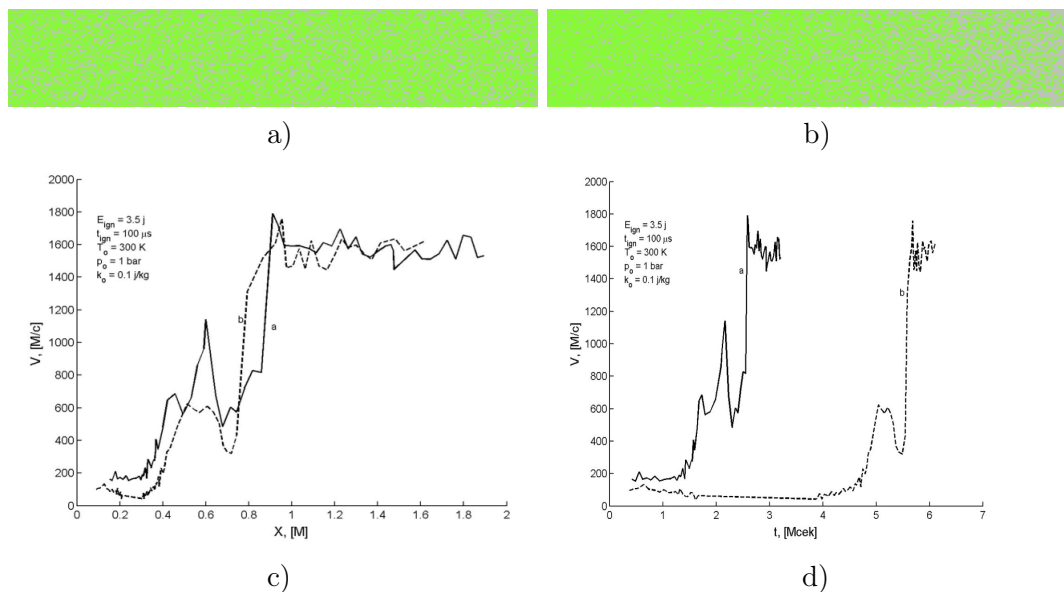 a)
b)
2000
1800
1600
1400
1200
1000
800
600
400
200
0
V, [M/c]
E_ign = 3.5 j
t_ign = 100 μs
T_o = 300 K
p_o = 1 bar
k_o = 0.1 j/kg
b
a
0 0.2 0.4 0.6 0.8 1 1.2 1.4 1.6 1.8 2
X, [M]
c)
2000
1800
1600
1400
1200
1000
800
600
400
200
0
V, [M/c]
E_ign = 3.5 j
t_ign = 100 μs
T_o = 300 K
p_o = 1 bar
k_o = 0.1 j/kg
a
b
0 1 2 3 4 5 6 7
t, [Mcek]
d)